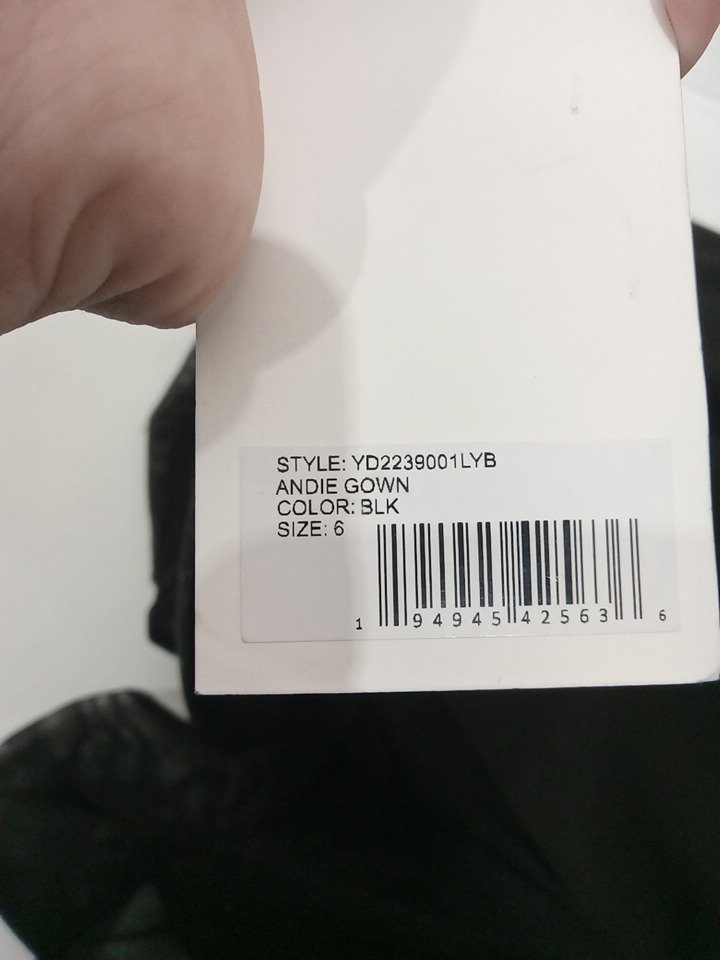 STYLE: YD2239001LYB
ANDIE GOWN
COLOR: BLK
SIZE: 6
1 94945 42563 6